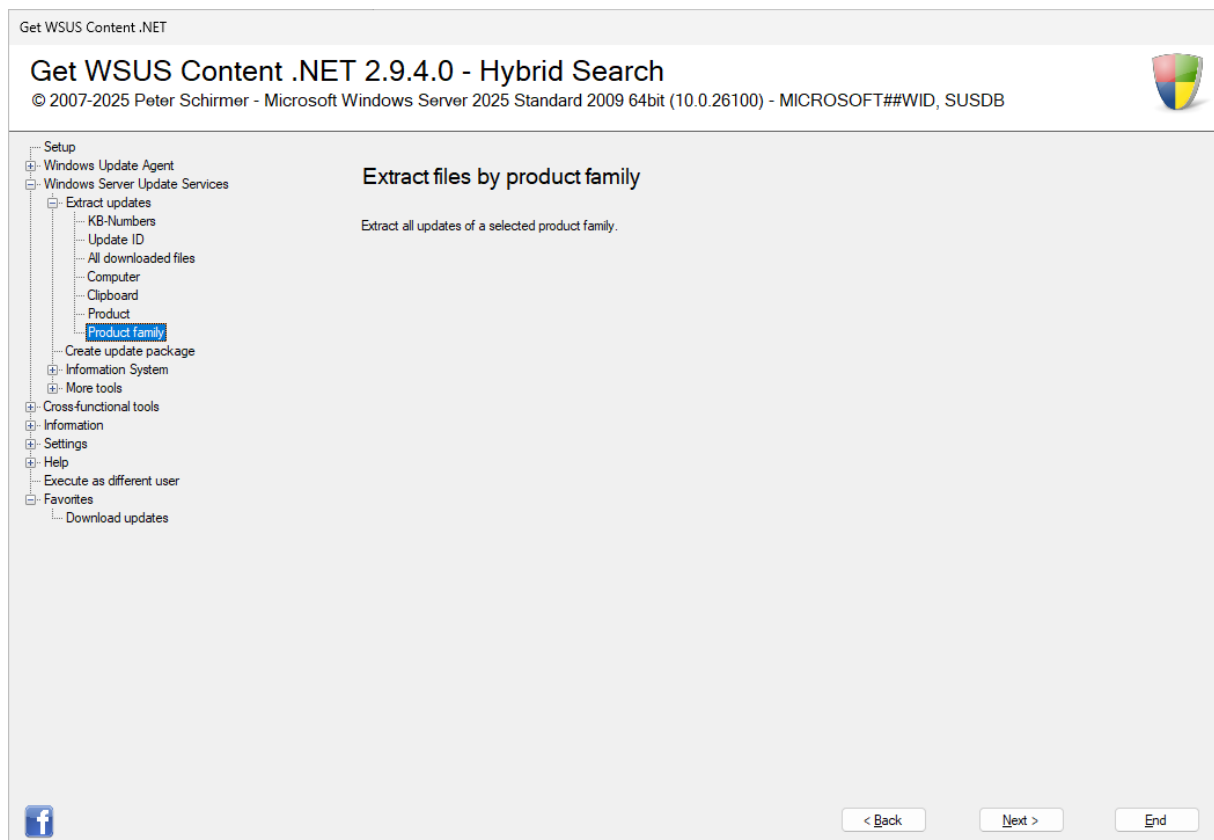 Get WSUS Content .NET
Get WSUS Content .NET 2.9.4.0 - Hybrid Search
© 2007-2025 Peter Schirmer - Microsoft Windows Server 2025 Standard 2009 64bit (10.0.26100) - MICROSOFT##WID, SUSDB
Setup
Windows Update Agent
Windows Server Update Services
Extract updates
KB-Numbers
Update ID
All downloaded files
Computer
Clipboard
Product
Product family
Create update package
Information System
More tools
Cross-functional tools
Information
Settings
Help
Execute as different user
Favorites
Download updates
Extract files by product family
Extract all updates of a selected product family.
f
< Back
Next >
End